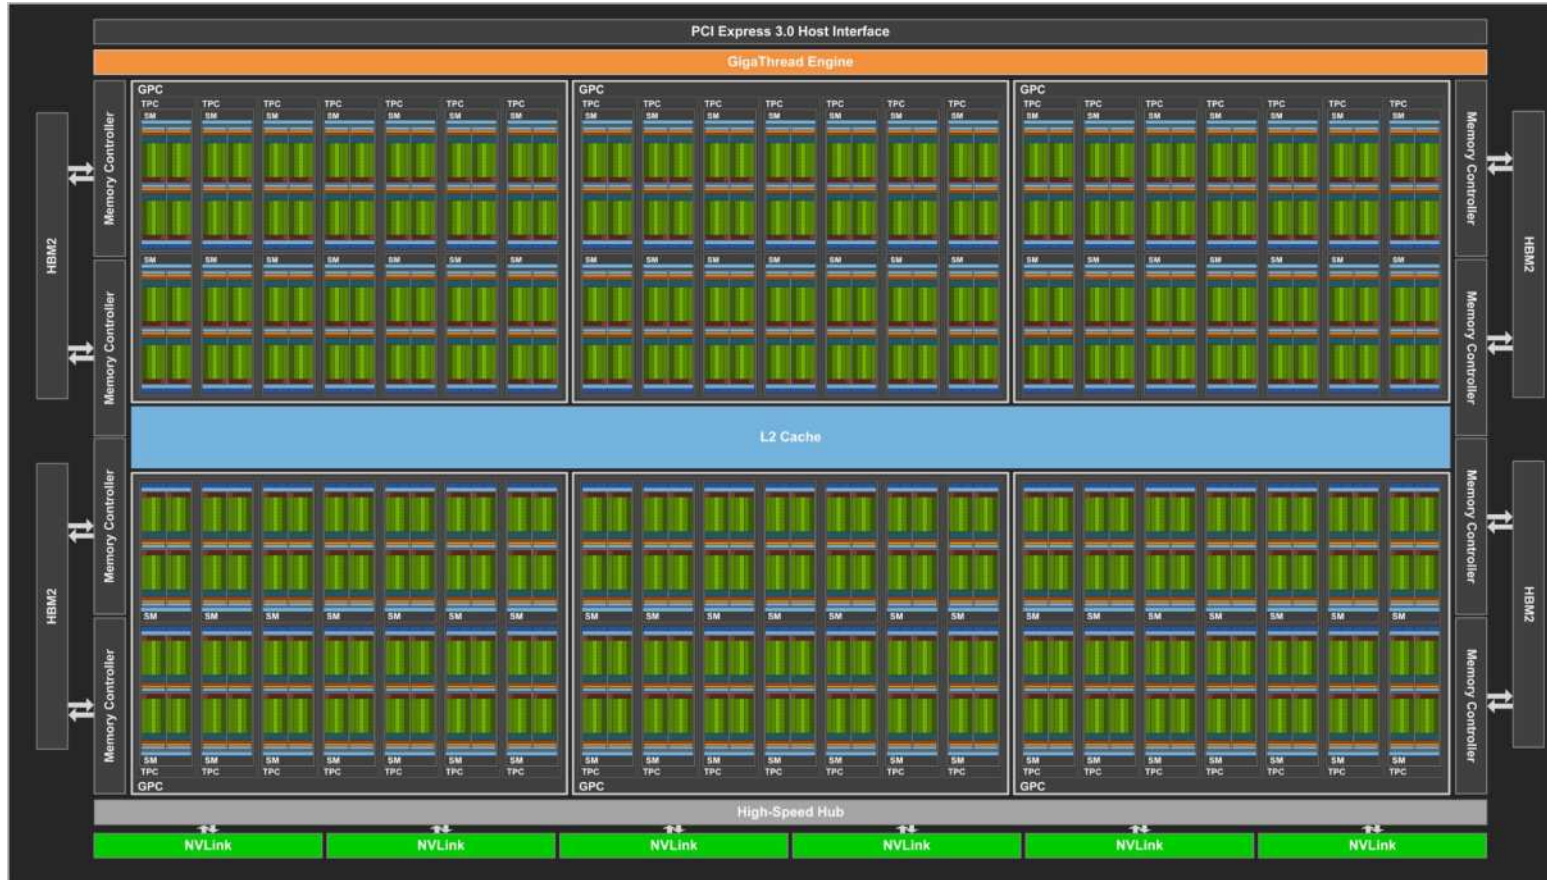 PCI Express 3.0 Host Interface
GigaThread Engine
GPC GPC GPC
TPC TPC TPC TPC TPC TPC TPC TPC TPC TPC TPC TPC TPC TPC TPC TPC TPC TPC TPC TPC TPC
SM SM SM SM SM SM SM SM SM SM SM SM SM SM SM SM SM SM SM SM SM
Memory Controller
Memory Controller
HBM2
HBM2
SM SM SM SM SM SM SM SM SM SM SM SM SM SM SM SM SM SM SM SM SM
Memory Controller
Memory Controller
L2 Cache
Memory Controller
Memory Controller
HBM2
HBM2
SM SM SM SM SM SM SM SM SM SM SM SM SM SM SM SM SM SM SM SM SM
Memory Controller
Memory Controller
SM SM SM SM SM SM SM SM SM SM SM SM SM SM SM SM SM SM SM SM SM
TPC TPC TPC TPC TPC TPC TPC TPC TPC TPC TPC TPC TPC TPC TPC TPC TPC TPC TPC TPC TPC
GPC GPC GPC
High-Speed Hub
NVLink NVLink NVLink NVLink NVLink NVLink